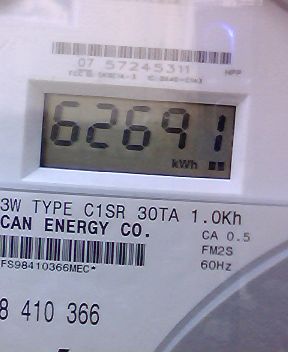 07 57245311
NPP
62691
kWh
3W TYPE C1SR 30TA 1.0Kh
CAN ENERGY CO.
CA 0.5
FM2S
60Hz
FS98410366MEC*
8 410 366